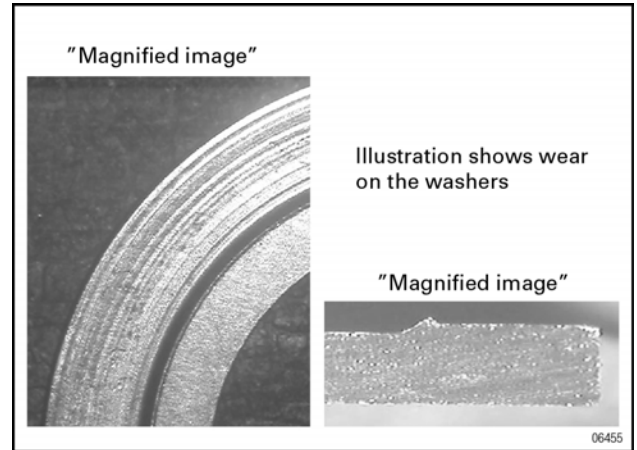 "Magnified image"
Illustration shows wear
on the washers
"Magnified image"
06455